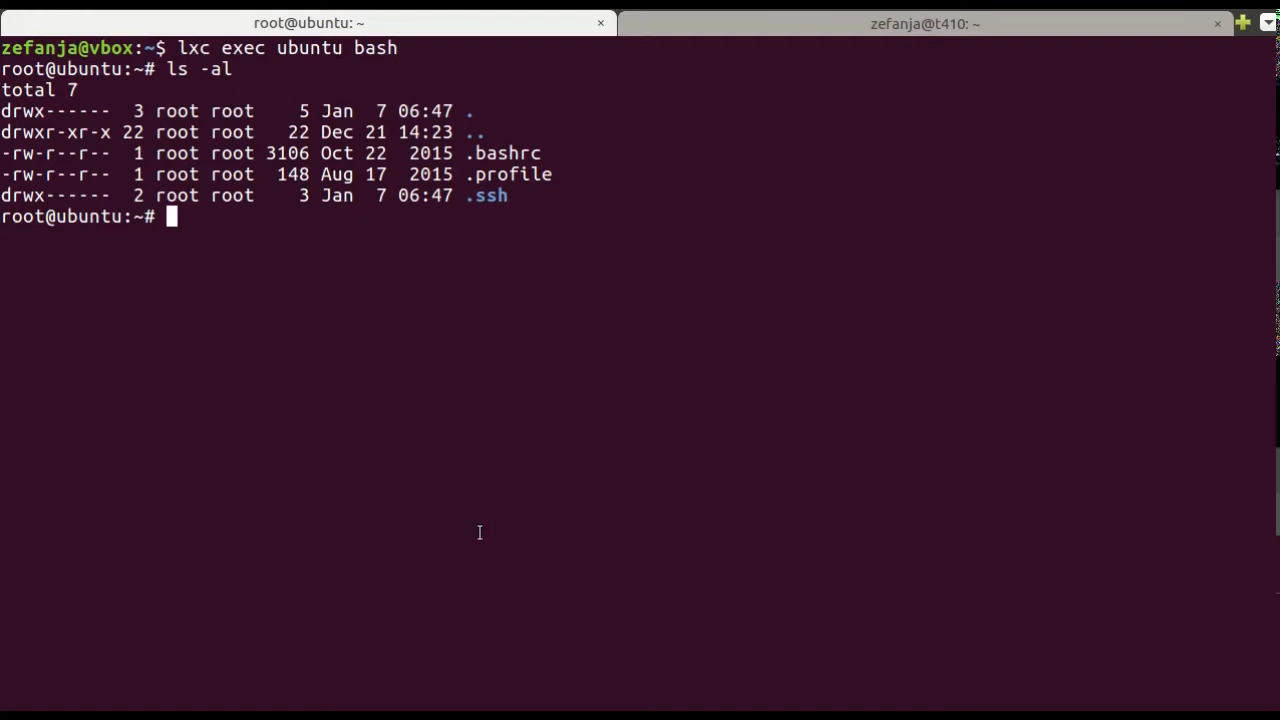 root@ubuntu: ~ × zefanja@t410: ~ ×
zefanja@vbox:~$ lxc exec ubuntu bash
root@ubuntu:~# ls -al
total 7
drwx------  3 root root    5 Jan  7 06:47 .
drwxr-xr-x 22 root root   22 Dec 21 14:23 ..
-rw-r--r--  1 root root 3106 Oct 22  2015 .bashrc
-rw-r--r--  1 root root  148 Aug 17  2015 .profile
drwx------  2 root root    3 Jan  7 06:47 .ssh
root@ubuntu:~#